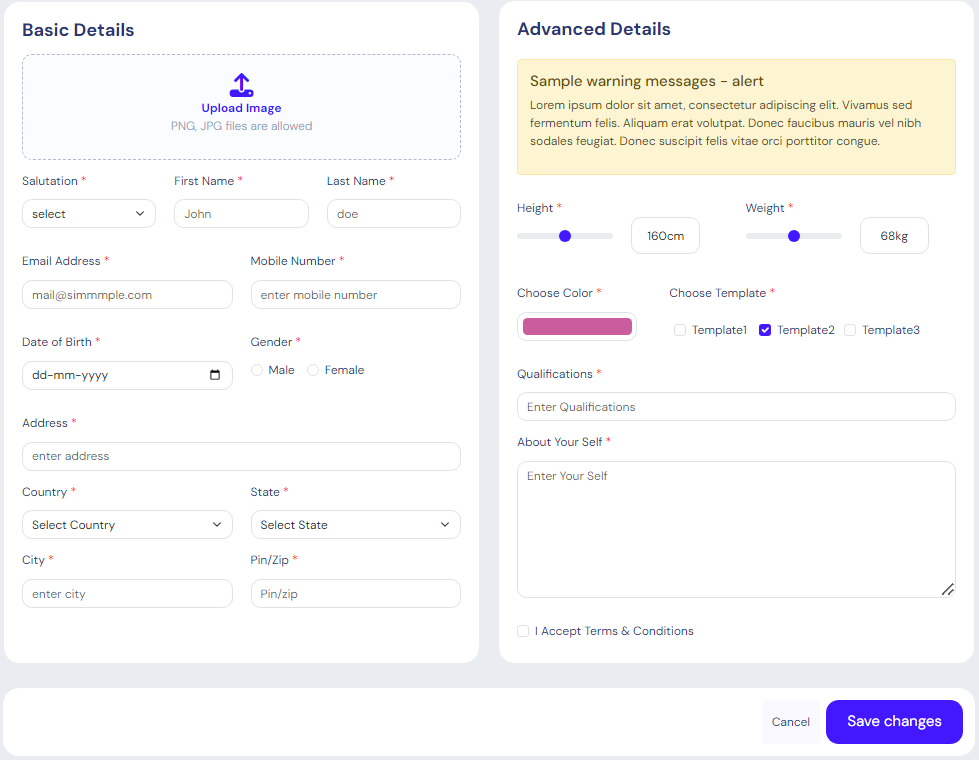 Basic Details
Upload Image
PNG, JPG files are allowed
Salutation * First Name * Last Name *
select John doe
Email Address * Mobile Number *
mail@simmmple.com enter mobile number
Date of Birth * Gender *
dd-mm-yyyy Male Female
Address *
enter address
Country * State *
Select Country Select State
City * Pin/Zip *
enter city Pin/zip
Advanced Details
Sample warning messages - alert
Lorem ipsum dolor sit amet, consectetur adipiscing elit. Vivamus sed
fermentum felis. Aliquam erat volutpat. Donec faucibus mauris vel nibh
sodales feugiat. Donec suscipit felis vitae orci porttitor congue.
Height * Weight *
160cm 68kg
Choose Color * Choose Template *
Template1 Template2 Template3
Qualifications *
Enter Qualifications
About Your Self *
Enter Your Self
I Accept Terms & Conditions
Cancel Save changes